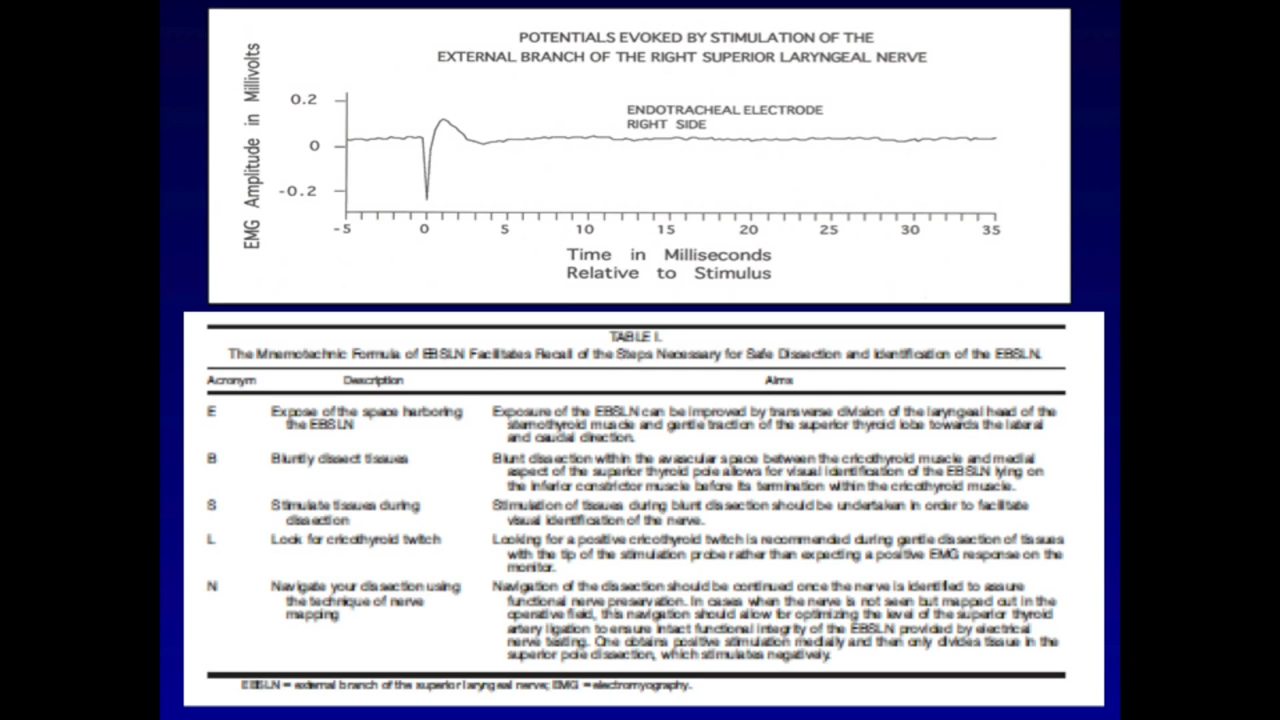 POTENTIALS EVOKED BY STIMULATION OF THE
EXTERNAL BRANCH OF THE RIGHT SUPERIOR LARYNGEAL NERVE
EMG Amplitude in Millivolts
0.2
0
-0.2
ENDOTRACHEAL ELECTRODE
RIGHT SIDE
-5 0 5 10 15 20 25 30 35
Time in Milliseconds
Relative to Stimulus
TABLE I.
The Mnemotechnic Formula of EBSLN Facilitates Recall of the Steps Necessary for Safe Dissection and Identification of the EBSLN.
Acronym Description Aims
E Expose of the space harboring Exposure of the EBSLN can be improved by transverse division of the laryngeal head of the
the EBSLN sternothyroid muscle and gentle traction of the superior thyroid lobe towards the lateral
and caudal direction.
B Bluntly dissect tissues Blunt dissection within the avascular space between the cricothyroid muscle and medial
aspect of the superior thyroid pole allows for visual identification of the EBSLN lying on
the inferior constrictor muscle before its termination within the cricothyroid muscle.
S Stimulate tissues during Stimulation of tissues during blunt dissection should be undertaken in order to facilitate
dissection visual identification of the nerve.
L Look for cricothyroid twitch Looking for a positive cricothyroid twitch is recommended during gentle dissection of tissues
with the tip of the stimulation probe rather than expecting a positive EMG response on the
monitor.
N Navigate your dissection using Navigation of the dissection should be continued once the nerve is identified to assure
the technique of nerve functional nerve preservation. In cases when the nerve is not seen but mapped out in the
mapping operative field, this navigation should allow for optimizing the level of the superior thyroid
artery ligation to ensure intact functional integrity of the EBSLN provided by electrical
nerve testing. One obtains positive stimulation medially and then only divides tissue in the
superior pole dissection, which stimulates negatively.
EBSLN = external branch of the superior laryngeal nerve; EMG = electromyography.